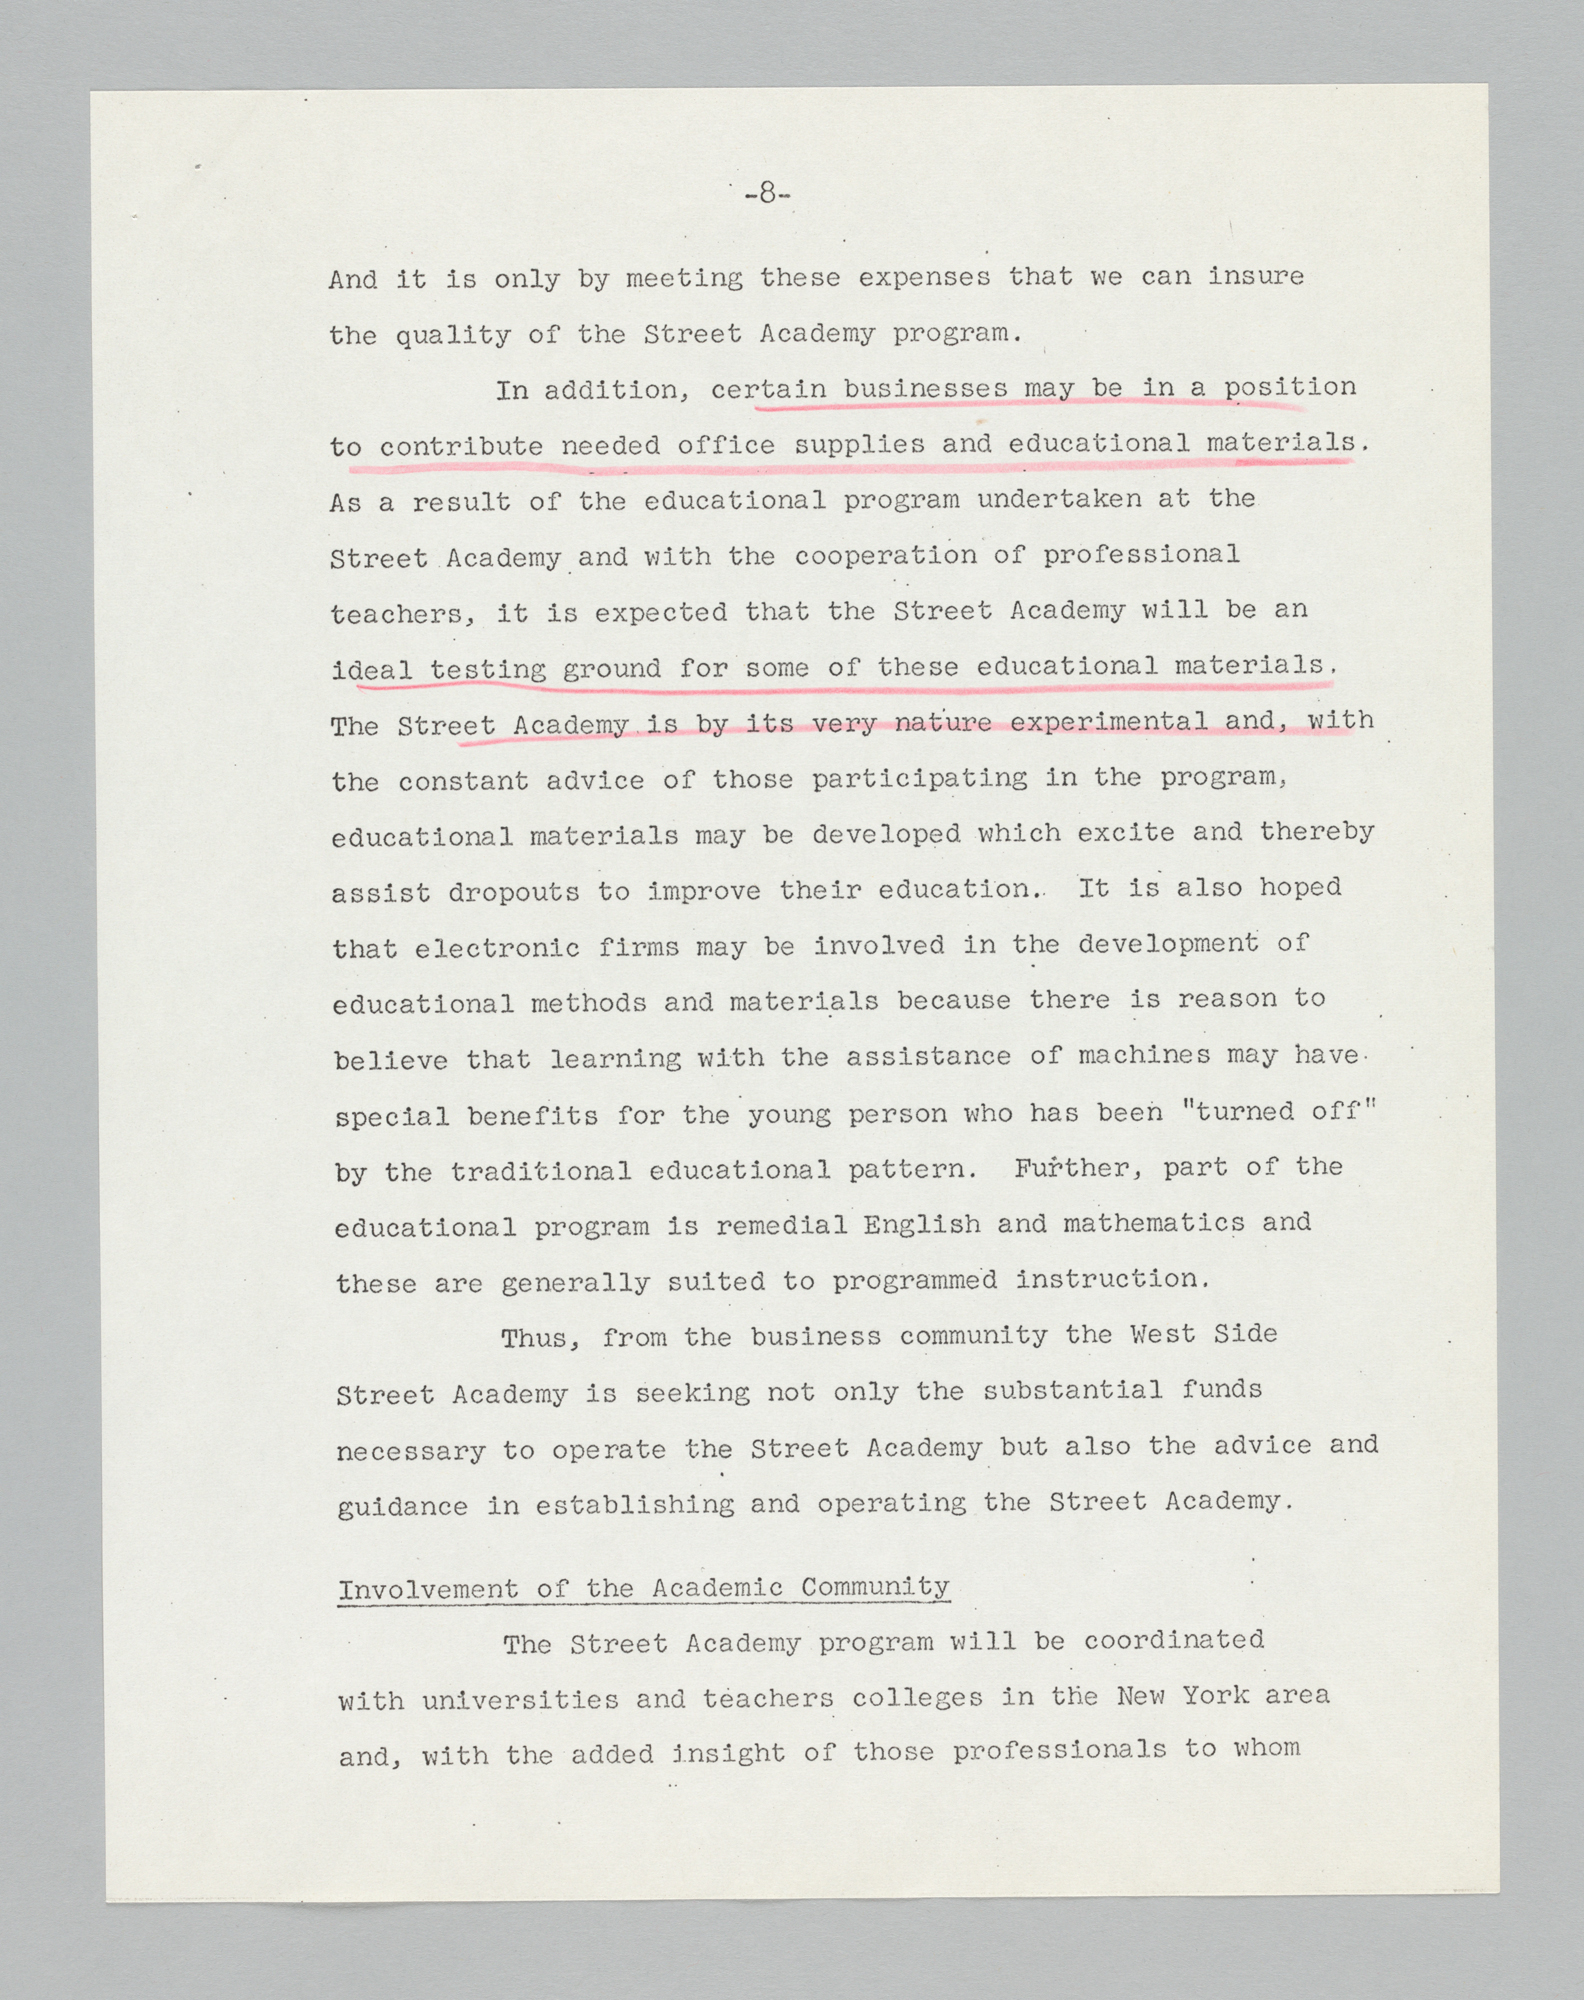 -8-
And it is only by meeting these expenses that we can insure
the quality of the Street Academy program.
In addition, certain businesses may be in a position
to contribute needed office supplies and educational materials.
As a result of the educational program undertaken at the
Street Academy and with the cooperation of professional
teachers, it is expected that the Street Academy will be an
ideal testing ground for some of these educational materials.
The Street Academy is by its very nature experimental and, with
the constant advice of those participating in the program,
educational materials may be developed which excite and thereby
assist dropouts to improve their education. It is also hoped
that electronic firms may be involved in the development of
educational methods and materials because there is reason to
believe that learning with the assistance of machines may have
special benefits for the young person who has been "turned off"
by the traditional educational pattern. Further, part of the
educational program is remedial English and mathematics and
these are generally suited to programmed instruction.
Thus, from the business community the West Side
Street Academy is seeking not only the substantial funds
necessary to operate the Street Academy but also the advice and
guidance in establishing and operating the Street Academy.
Involvement of the Academic Community
The Street Academy program will be coordinated
with universities and teachers colleges in the New York area
and, with the added insight of those professionals to whom